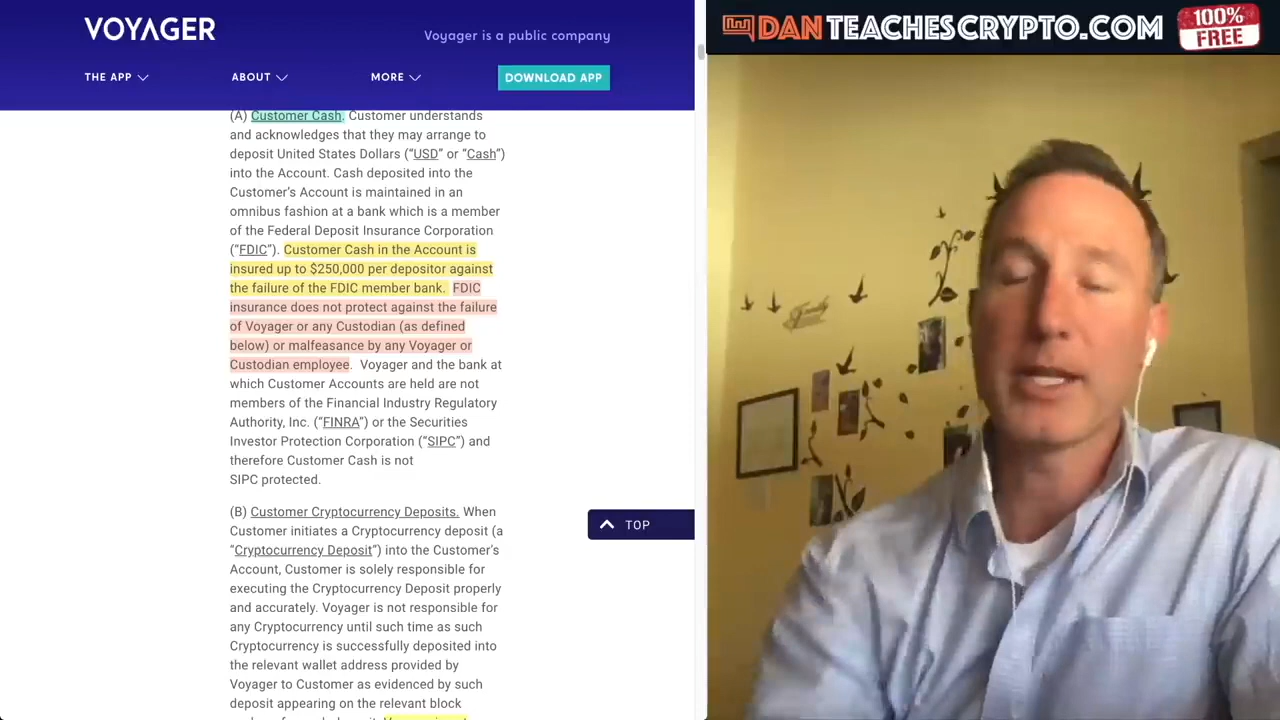 VOYAGER
Voyager is a public company
THE APP
ABOUT
MORE
DOWNLOAD APP
(A) Customer Cash. Customer understands
and acknowledges that they may arrange to
deposit United States Dollars (“USD” or “Cash”)
into the Account. Cash deposited into the
Customer’s Account is maintained in an
omnibus fashion at a bank which is a member
of the Federal Deposit Insurance Corporation
(“FDIC”). Customer Cash in the Account is
insured up to $250,000 per depositor against
the failure of the FDIC member bank. FDIC
insurance does not protect against the failure
of Voyager or any Custodian (as defined
below) or malfeasance by any Voyager or
Custodian employee. Voyager and the bank at
which Customer Accounts are held are not
members of the Financial Industry Regulatory
Authority, Inc. (“FINRA”) or the Securities
Investor Protection Corporation (“SIPC”) and
therefore Customer Cash is not
SIPC protected.
(B) Customer Cryptocurrency Deposits. When
Customer initiates a Cryptocurrency deposit (a
“Cryptocurrency Deposit”) into the Customer’s
Account, Customer is solely responsible for
executing the Cryptocurrency Deposit properly
and accurately. Voyager is not responsible for
any Cryptocurrency until such time as such
Cryptocurrency is successfully deposited into
the relevant wallet address provided by
Voyager to Customer as evidenced by such
deposit appearing on the relevant block
TOP
DANTEACHESCRYPTO.COM
100%
FREE
Family